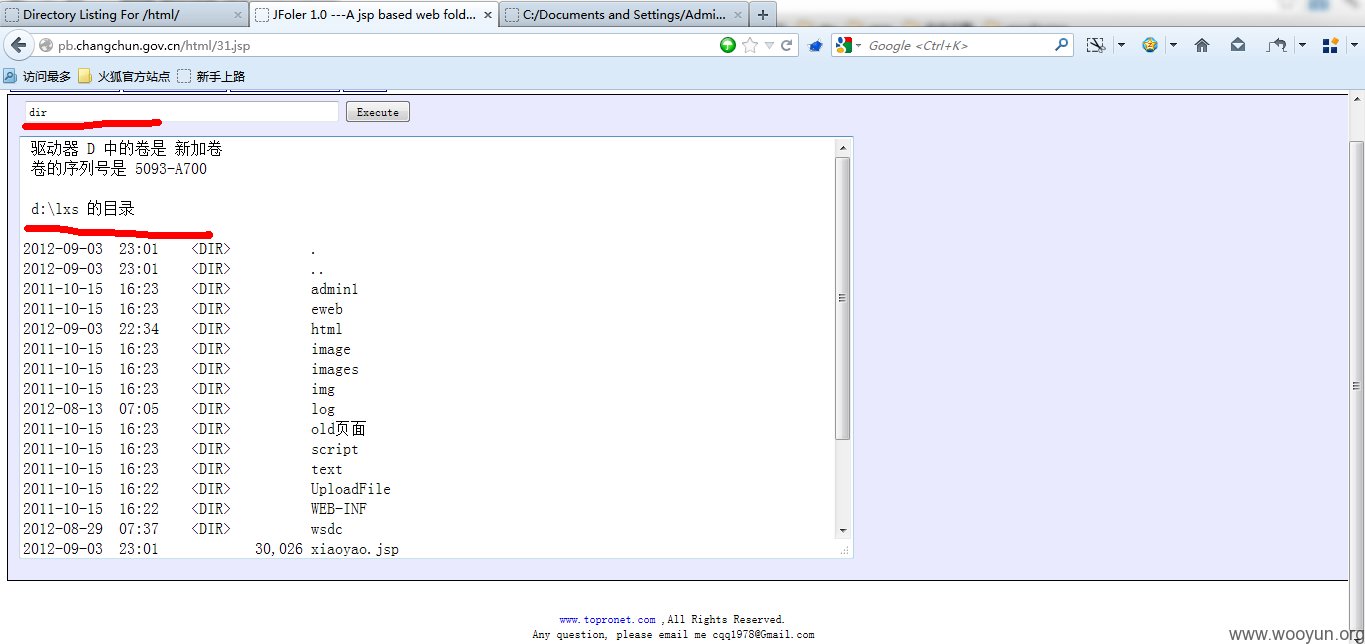 Directory Listing For /html/ × JFoler 1.0 ---A jsp based web fold... × C:/Documents and Settings/Admi... × +
pb.changchun.gov.cn/html/31.jsp Google <Ctrl+K>
访问最多 火狐官方站点 新手上路
dir Execute
驱动器 D 中的卷是 新加卷
卷的序列号是 5093-A700
d:\lxs 的目录
2012-09-03 23:01 <DIR> .
2012-09-03 23:01 <DIR> ..
2011-10-15 16:23 <DIR> admin1
2011-10-15 16:23 <DIR> eweb
2012-09-03 22:34 <DIR> html
2011-10-15 16:23 <DIR> image
2011-10-15 16:23 <DIR> images
2011-10-15 16:23 <DIR> img
2012-08-13 07:05 <DIR> log
2011-10-15 16:23 <DIR> old页面
2011-10-15 16:23 <DIR> script
2011-10-15 16:23 <DIR> text
2011-10-15 16:22 <DIR> UploadFile
2011-10-15 16:22 <DIR> WEB-INF
2012-08-29 07:37 <DIR> wsdc
2012-09-03 23:01 30,026 xiaoyao.jsp
www.topronet.com ,All Rights Reserved.
Any question, please email me cqq1978@Gmail.com
www.wooyun.org